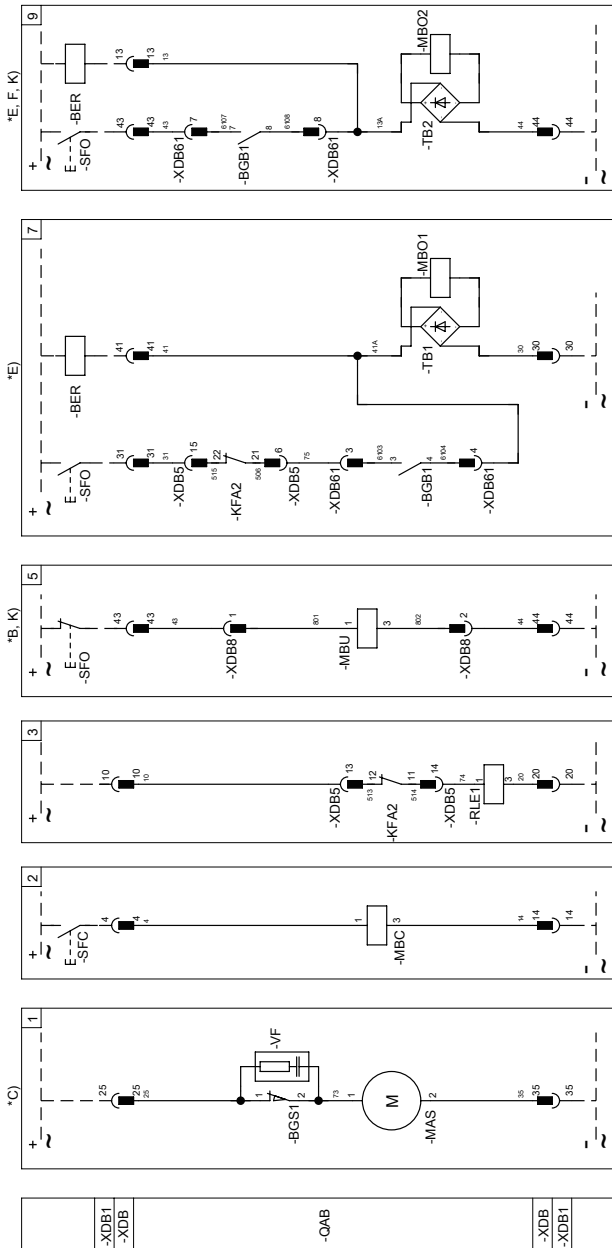 -XDB1
-XDB
-QAB
-XDB
-XDB1
*C)
1
+
~
25
25
25
1
-BGS1
2
-VF
73
1
M
-MAS
2
35
35
35
-
~
2
+
~
-SFC
4
4
4
1
-MBC
3
14
14
14
-
~
3
+
~
10
10
10
-XDB5
13
513
12
-KFA2
11
514
14
-XDB5
74
1
-RLE1
3
20
20
20
-
~
*B, K)
5
+
~
-SFO
43
43
43
-XDB8
1
801
1
-MBU
3
802
2
-XDB8
44
44
44
-
~
*E)
7
+
~
-SFO
-BER
31
31
31
41
41
41
-XDB5
15
515
22
-KFA2
21
506
6
-XDB5
75
3
-XDB61
6103
3
-BGB1
4
6104
4
-XDB61
41A
-TB1
-MBO1
30
30
30
-
~
*E, F, K)
9
+
~
-SFO
-BER
43
43
43
13
13
13
-XDB61
7
6107
7
-BGB1
8
6108
8
-XDB61
13A
-TB2
-MBO2
44
44
44
-
~